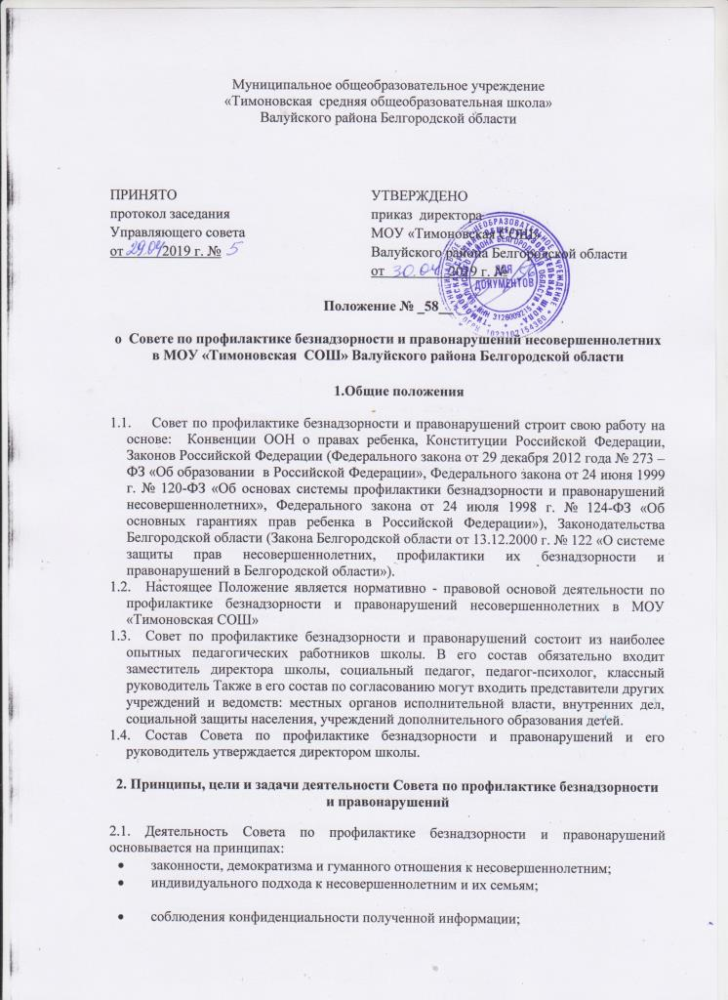 Муниципальное общеобразовательное учреждение
«Тимоновская средняя общеобразовательная школа»
Валуйского района Белгородской области
ПРИНЯТО
протокол заседания
Управляющего совета
от 29.04 2019 г. № 5
УТВЕРЖДЕНО
приказ директора
МОУ «Тимоновская СОШ»
Валуйского района Белгородской области
от 30.04. 2019 г. №
ДЛЯ
ДОКУМЕНТОВ
Положение № _58__
о Совете по профилактике безнадзорности и правонарушений несовершеннолетних
в МОУ «Тимоновская СОШ» Валуйского района Белгородской области
1.Общие положения
1.1. Совет по профилактике безнадзорности и правонарушений строит свою работу на
основе: Конвенции ООН о правах ребенка, Конституции Российской Федерации,
Законов Российской Федерации (Федерального закона от 29 декабря 2012 года № 273 –
ФЗ «Об образовании в Российской Федерации», Федерального закона от 24 июня 1999
г. № 120-ФЗ «Об основах системы профилактики безнадзорности и правонарушений
несовершеннолетних», Федерального закона от 24 июля 1998 г. № 124-ФЗ «Об
основных гарантиях прав ребенка в Российской Федерации»), Законодательства
Белгородской области (Закона Белгородской области от 13.12.2000 г. № 122 «О системе
защиты прав несовершеннолетних, профилактики их безнадзорности и
правонарушений в Белгородской области»).
1.2. Настоящее Положение является нормативно - правовой основой деятельности по
профилактике безнадзорности и правонарушений несовершеннолетних в МОУ
«Тимоновская СОШ»
1.3. Совет по профилактике безнадзорности и правонарушений состоит из наиболее
опытных педагогических работников школы. В его состав обязательно входит
заместитель директора школы, социальный педагог, педагог-психолог, классный
руководитель Также в его состав по согласованию могут входить представители других
учреждений и ведомств: местных органов исполнительной власти, внутренних дел,
социальной защиты населения, учреждений дополнительного образования детей.
1.4. Состав Совета по профилактике безнадзорности и правонарушений и его
руководитель утверждается директором школы.
2. Принципы, цели и задачи деятельности Совета по профилактике безнадзорности
и правонарушений
2.1. Деятельность Совета по профилактике безнадзорности и правонарушений
основывается на принципах:
• законности, демократизма и гуманного отношения к несовершеннолетним;
• индивидуального подхода к несовершеннолетним и их семьям;
• соблюдения конфиденциальности полученной информации;